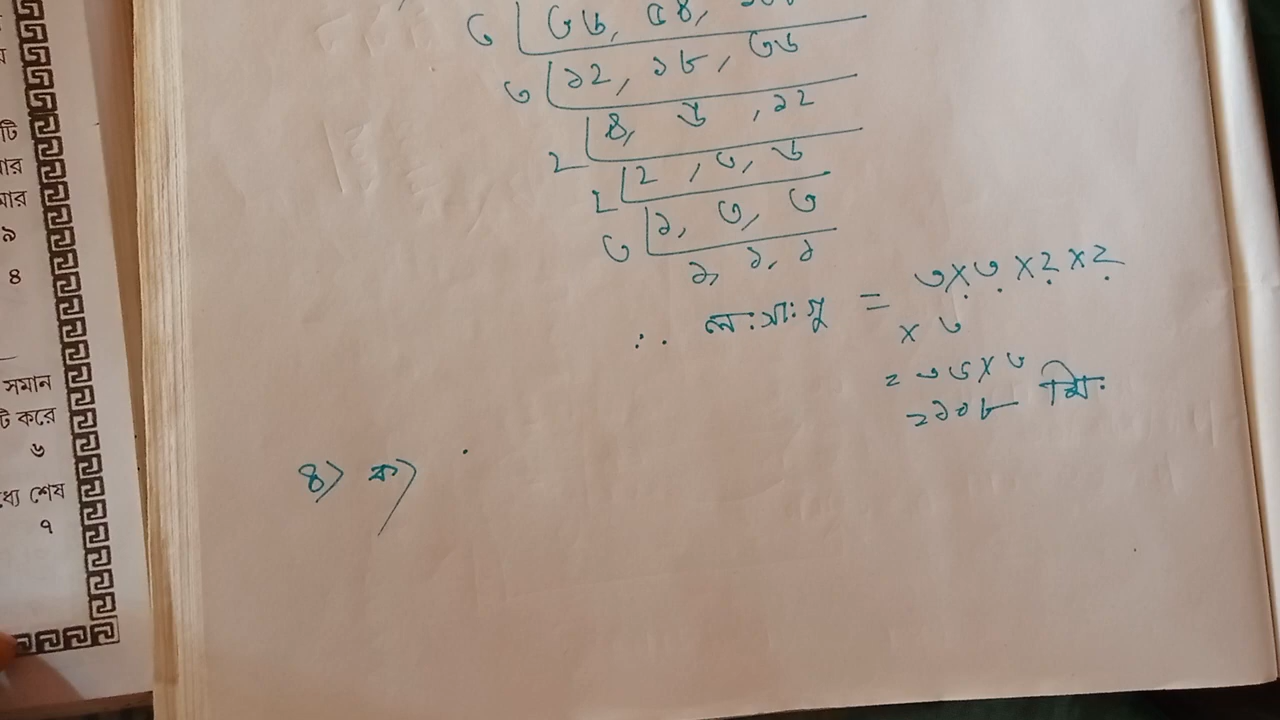 ৩ ৩৬, ৫৪,
৩ ১২, ১৮, ৩৬
২ ৪, ৬, ১২
২ ২, ৩, ৬
৩ ১, ৩, ৩
১, ১, ১
∴ ল:সা:গু = ৩×৩×২×২
×৩
= ৩৬×৩
=১০৮ মি:
৪) ক)
টি
৯
৪
সমান
টি করে
৬
শেষ
৭